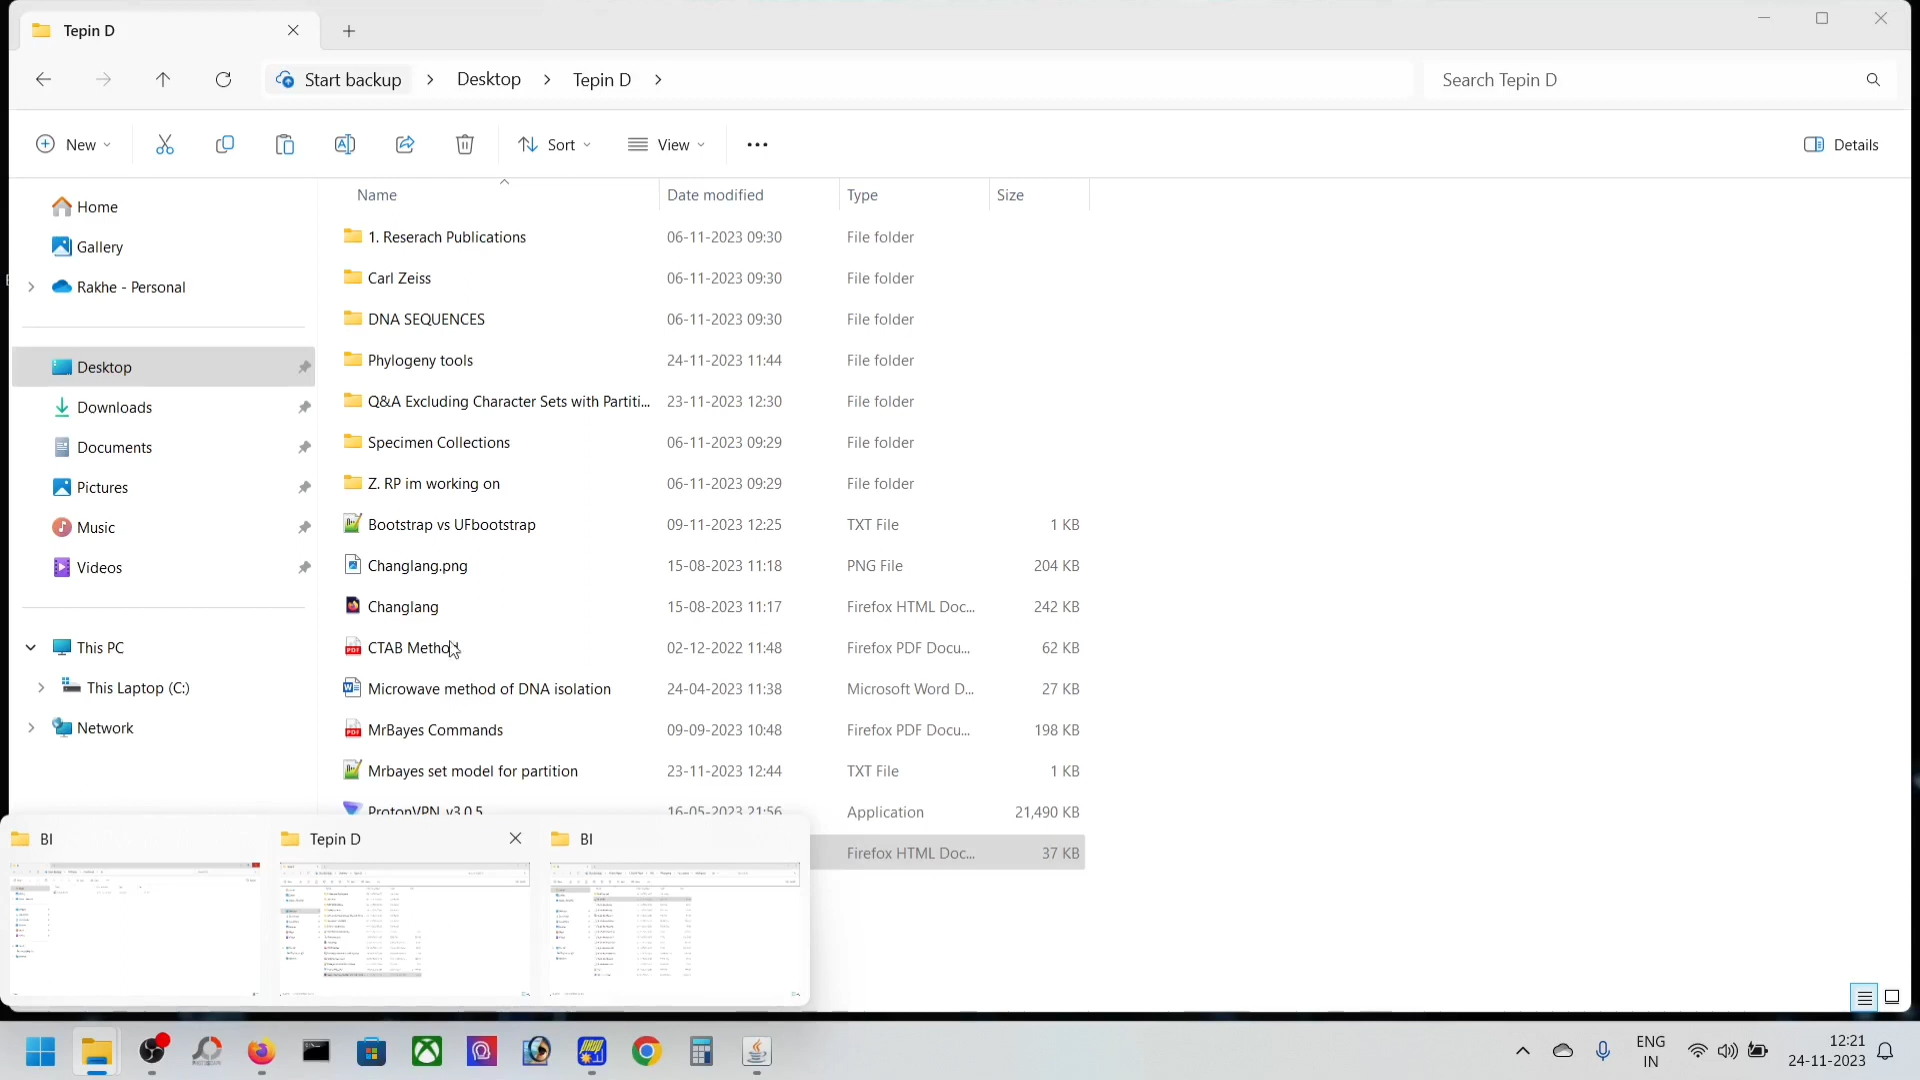 Tepin D
Start backup > Desktop > Tepin D >
Search Tepin D
New
Sort
View
Details
Name Date modified Type Size
Home
Gallery
Rakhe - Personal
Desktop
Downloads
Documents
Pictures
Music
Videos
This PC
This Laptop (C:)
Network
1. Reserach Publications 06-11-2023 09:30 File folder
Carl Zeiss 06-11-2023 09:30 File folder
DNA SEQUENCES 06-11-2023 09:30 File folder
Phylogeny tools 24-11-2023 11:44 File folder
Q&A Excluding Character Sets with Partiti... 23-11-2023 12:30 File folder
Specimen Collections 06-11-2023 09:29 File folder
Z. RP im working on 06-11-2023 09:29 File folder
Bootstrap vs UFbootstrap 09-11-2023 12:25 TXT File 1 KB
Changlang.png 15-08-2023 11:18 PNG File 204 KB
Changlang 15-08-2023 11:17 Firefox HTML Doc... 242 KB
CTAB Method 02-12-2022 11:48 Firefox PDF Docu... 62 KB
Microwave method of DNA isolation 24-04-2023 11:38 Microsoft Word D... 27 KB
MrBayes Commands 09-09-2023 10:48 Firefox PDF Docu... 198 KB
Mrbayes set model for partition 23-11-2023 12:44 TXT File 1 KB
ProtonVPN_v3.0.5 16-05-2023 21:56 Application 21,490 KB
Firefox HTML Doc... 37 KB
BI
Tepin D
BI
ENG
IN
12:21
24-11-2023